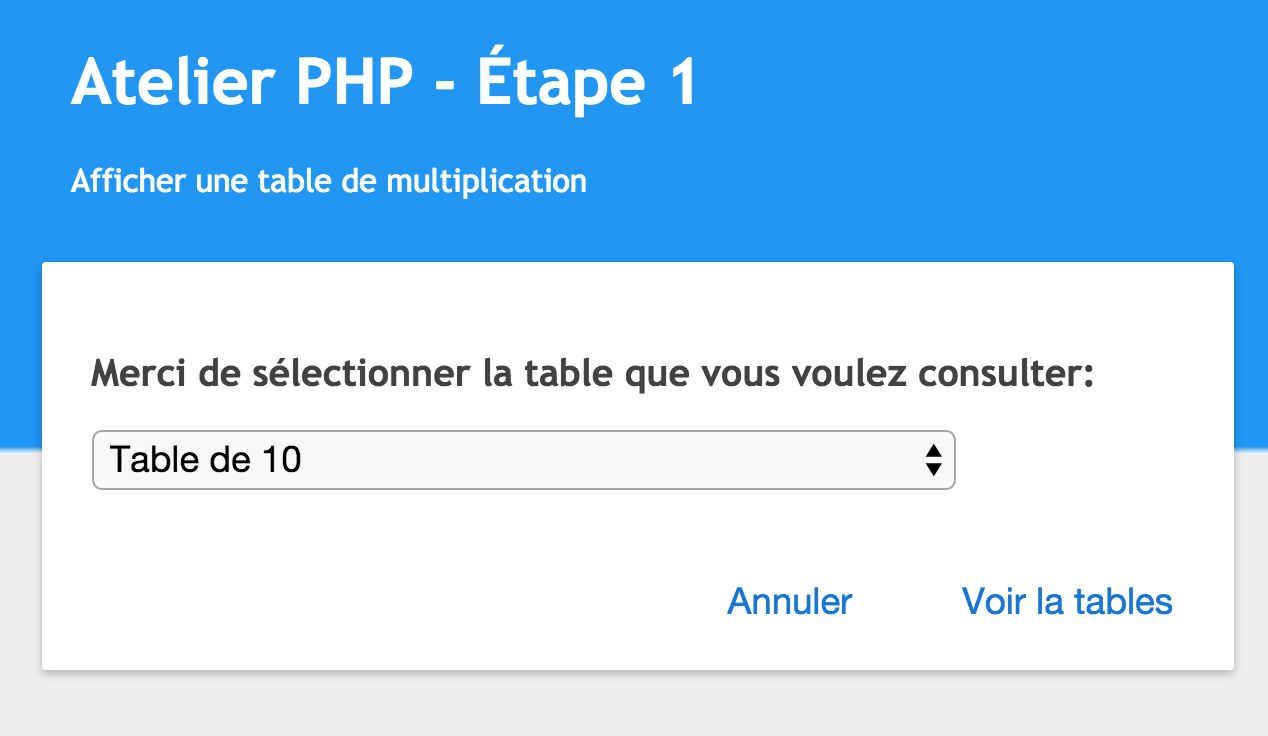 Atelier PHP - Étape 1
Afficher une table de multiplication
Merci de sélectionner la table que vous voulez consulter:
Table de 10
Annuler Voir la tables